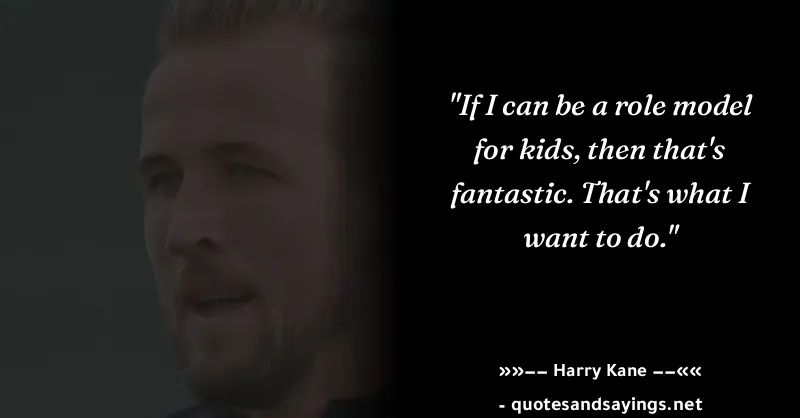 "If I can be a role model
for kids, then that's
fantastic. That's what I
want to do."
»»−− Harry Kane −−««
- quotesandsayings.net